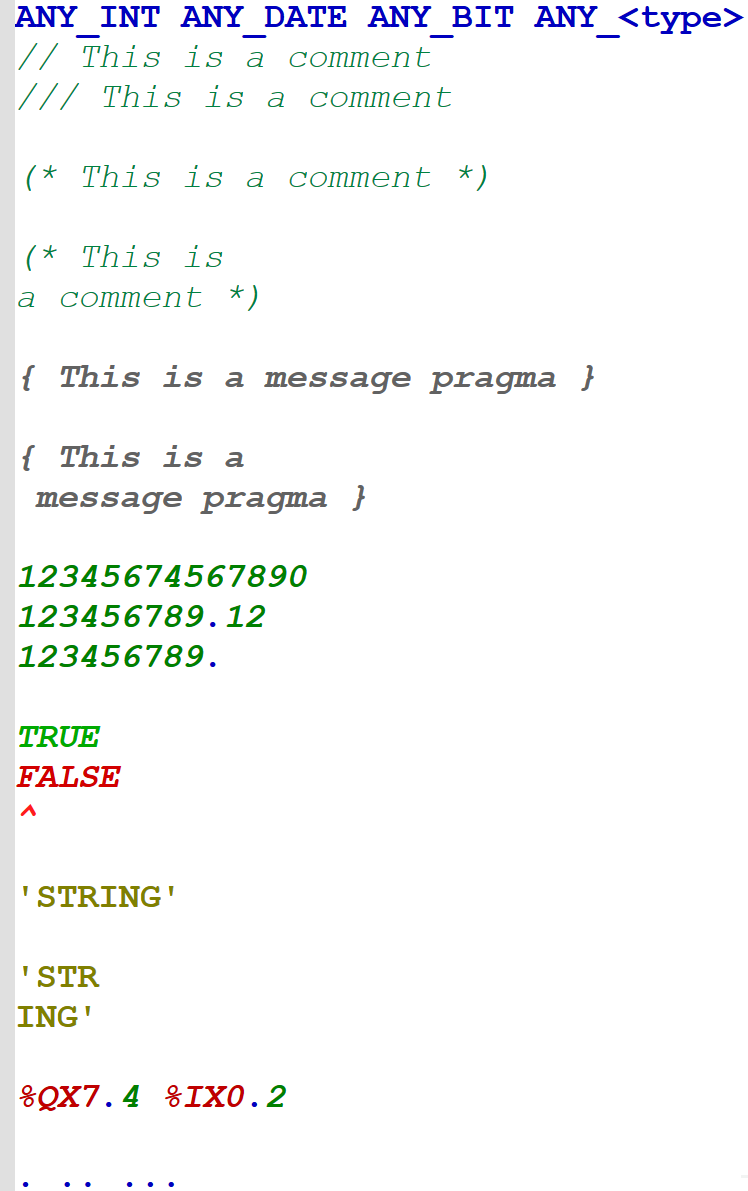 ANY_INT ANY_DATE ANY_BIT ANY_<type>
// This is a comment
/// This is a comment
(* This is a comment *)
(* This is
a comment *)
{ This is a message pragma }
{ This is a
message pragma }
12345674567890
123456789.12
123456789.
TRUE
FALSE
^
'STRING'
'STR
ING'
%QX7.4 %IX0.2
. .. ...